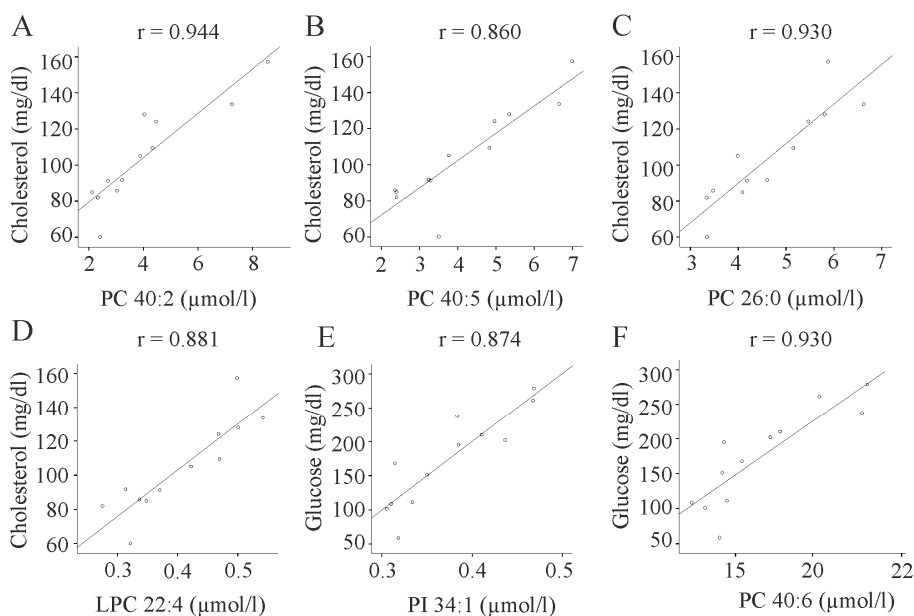 A
r = 0.944
Cholesterol (mg/dl)
160
140
120
100
80
60
2
4
6
8
PC 40:2 (µmol/l)
B
r = 0.860
Cholesterol (mg/dl)
160
140
120
100
80
60
2
3
4
5
6
7
PC 40:5 (µmol/l)
C
r = 0.930
Cholesterol (mg/dl)
160
140
120
100
80
60
3
4
5
6
7
PC 26:0 (µmol/l)
D
r = 0.881
Cholesterol (mg/dl)
160
140
120
100
80
60
0.3
0.4
0.5
LPC 22:4 (µmol/l)
E
r = 0.874
Glucose (mg/dl)
300
250
200
150
100
50
0.3
0.4
0.5
PI 34:1 (µmol/l)
F
r = 0.930
Glucose (mg/dl)
300
250
200
150
100
50
15
20
22
PC 40:6 (µmol/l)